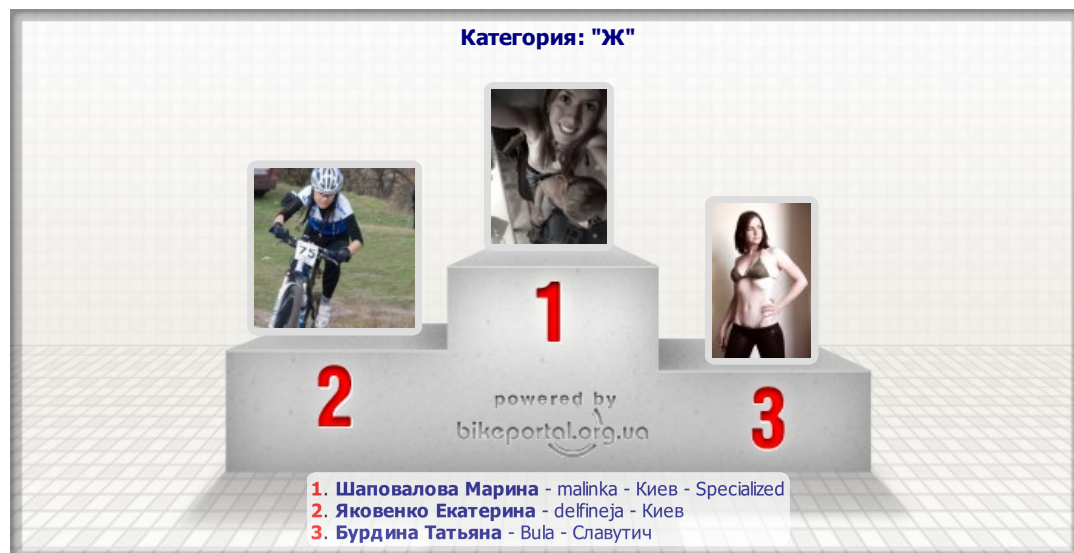 Категория: "Ж"
75
1
2
3
powered by
bikeportal.org.ua
1. Шаповалова Марина - malinka - Киев - Specialized
2. Яковенко Екатерина - delfineja - Киев
3. Бурдина Татьяна - Bula - Славутич